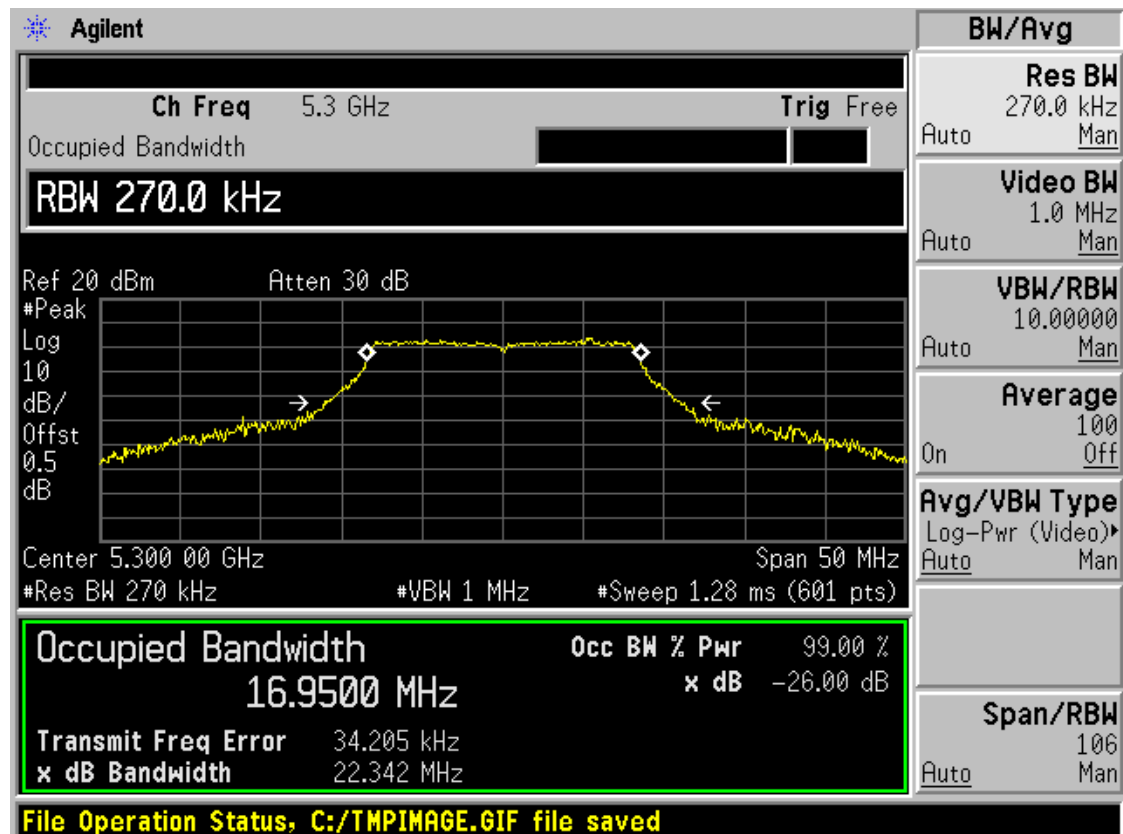 Agilent
BW/Avg
Ch Freq 5.3 GHz Trig Free
Occupied Bandwidth
RBW 270.0 kHz
Ref 20 dBm Atten 30 dB
#Peak
Log
10
dB/
Offst
0.5
dB
Center 5.300 00 GHz Span 50 MHz
#Res BW 270 kHz #VBW 1 MHz #Sweep 1.28 ms (601 pts)
Occupied Bandwidth Occ BW % Pwr 99.00 %
16.9500 MHz x dB -26.00 dB
Transmit Freq Error 34.205 kHz
x dB Bandwidth 22.342 MHz
Res BW
270.0 kHz
Auto Man
Video BW
1.0 MHz
Auto Man
VBW/RBW
10.00000
Auto Man
Average
100
On Off
Avg/VBW Type
Log-Pwr (Video)
Auto Man
Span/RBW
106
Auto Man
File Operation Status, C:/TMPIMAGE.GIF file saved